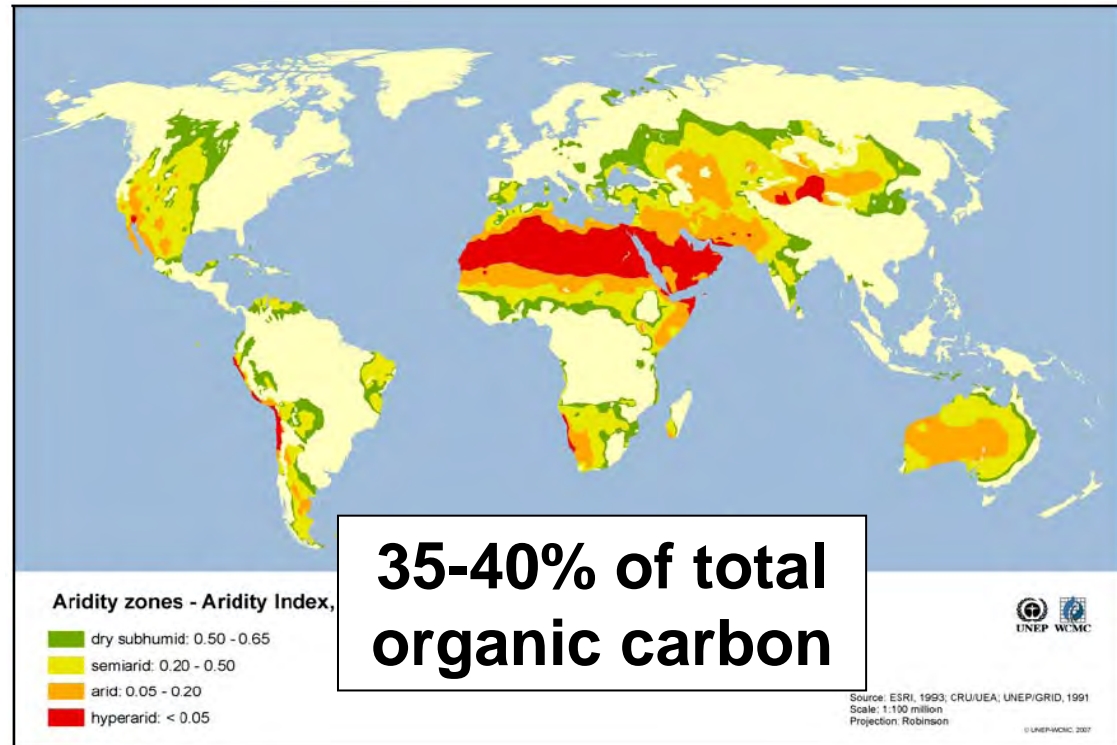 35-40% of total
organic carbon
Aridity zones - Aridity Index,
dry subhumid: 0.50 - 0.65
semiarid: 0.20 - 0.50
arid: 0.05 - 0.20
hyperarid: < 0.05
UNEP WCMC
Source: ESRI, 1993; CRU/UEA; UNEP/GRID, 1991
Scale: 1:100 million
Projection: Robinson
© UNEP-WCMC, 2007